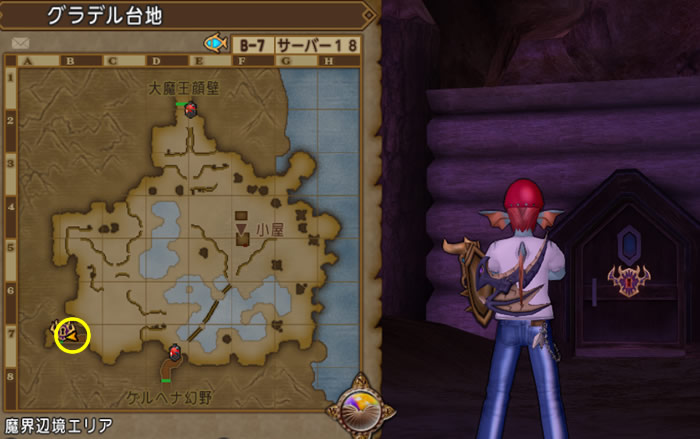 グラデル台地
B-7 サーバー18
A B C D E F G H
1
大魔王顔壁
2
3
4
小屋
5
6
7
8
ゲルヘナ幻野
魔界辺境エリア